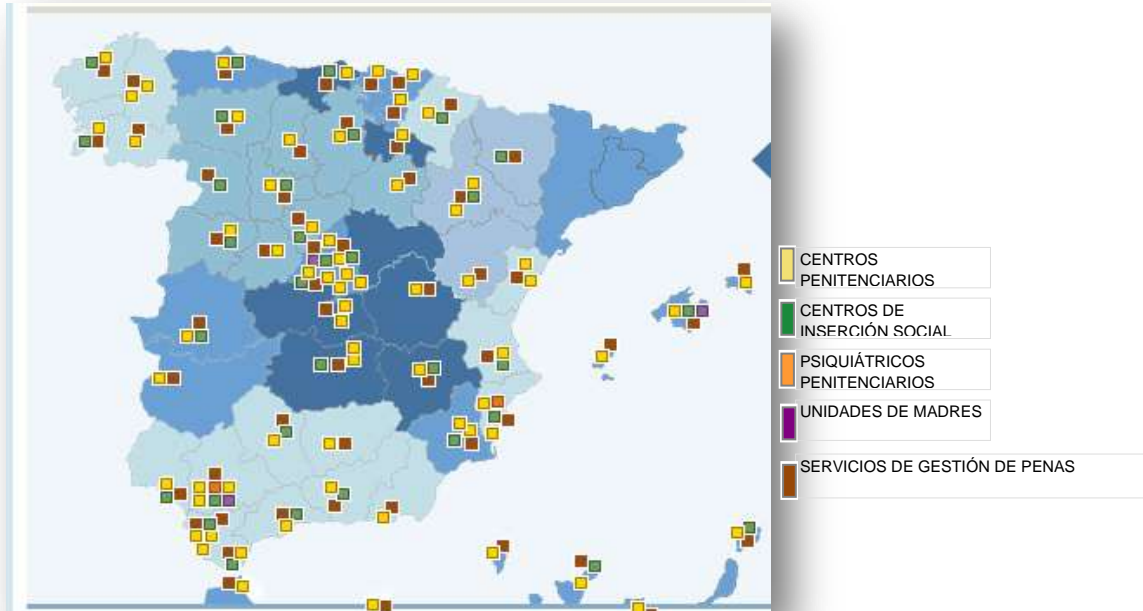 CENTROS
PENITENCIARIOS
CENTROS DE
INSERCIÓN SOCIAL
PSIQUIÁTRICOS
PENITENCIARIOS
UNIDADES DE MADRES
SERVICIOS DE GESTIÓN DE PENAS